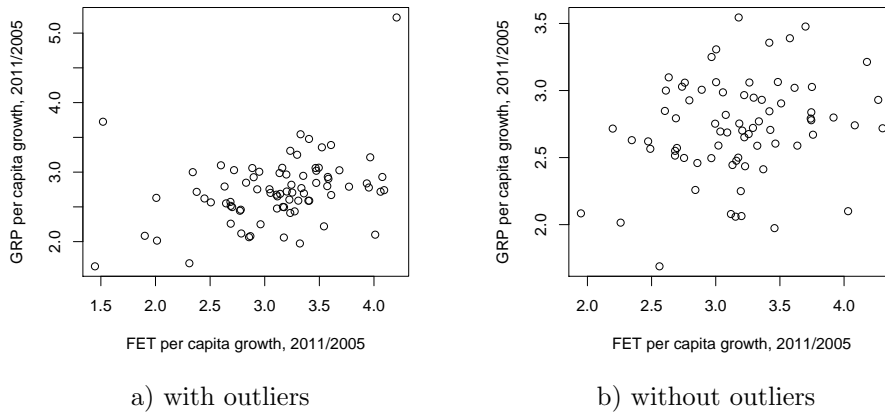 GRP per capita growth, 2011/2005
5.0
4.0
3.0
2.0
1.5 2.0 2.5 3.0 3.5 4.0
FET per capita growth, 2011/2005
a) with outliers
GRP per capita growth, 2011/2005
3.5
3.0
2.5
2.0
2.0 2.5 3.0 3.5 4.0
FET per capita growth, 2011/2005
b) without outliers